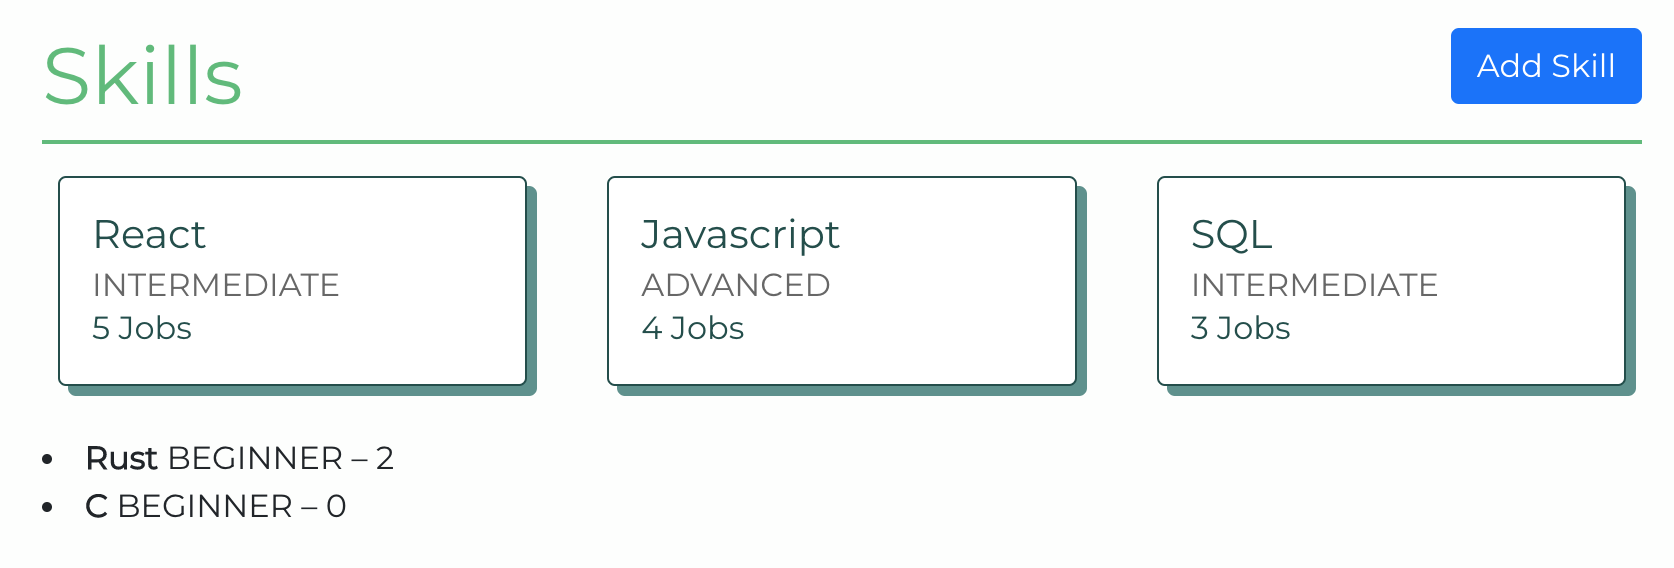 Skills
Add Skill
React
INTERMEDIATE
5 Jobs
Javascript
ADVANCED
4 Jobs
SQL
INTERMEDIATE
3 Jobs
• Rust BEGINNER – 2
• C BEGINNER – 0